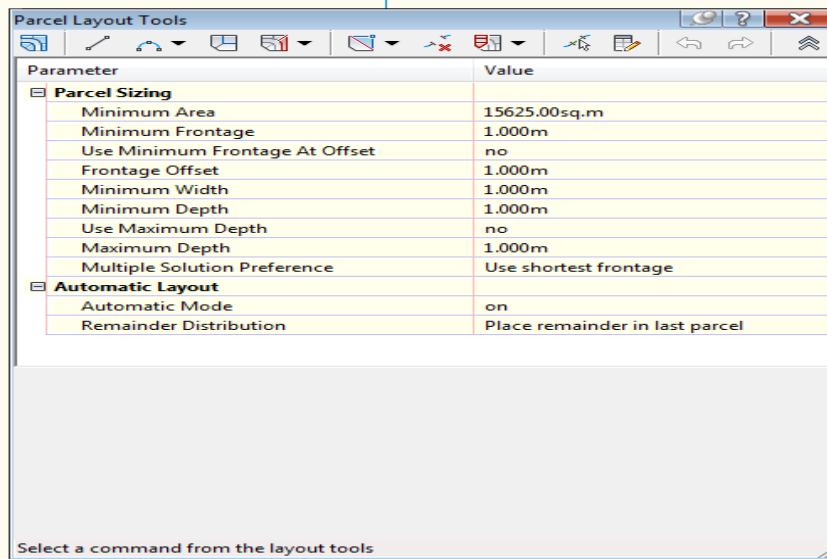 Parcel Layout Tools
Parameter Value
Parcel Sizing
Minimum Area 15625.00sq.m
Minimum Frontage 1.000m
Use Minimum Frontage At Offset no
Frontage Offset 1.000m
Minimum Width 1.000m
Minimum Depth 1.000m
Use Maximum Depth no
Maximum Depth 1.000m
Multiple Solution Preference Use shortest frontage
Automatic Layout
Automatic Mode on
Remainder Distribution Place remainder in last parcel
Select a command from the layout tools